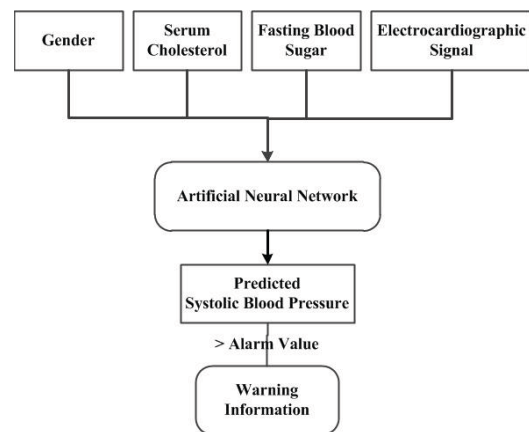 Gender
Serum
Cholesterol
Fasting Blood
Sugar
Electrocardiographic
Signal
Artificial Neural Network
Predicted
Systolic Blood Pressure
> Alarm Value
Warning
Information